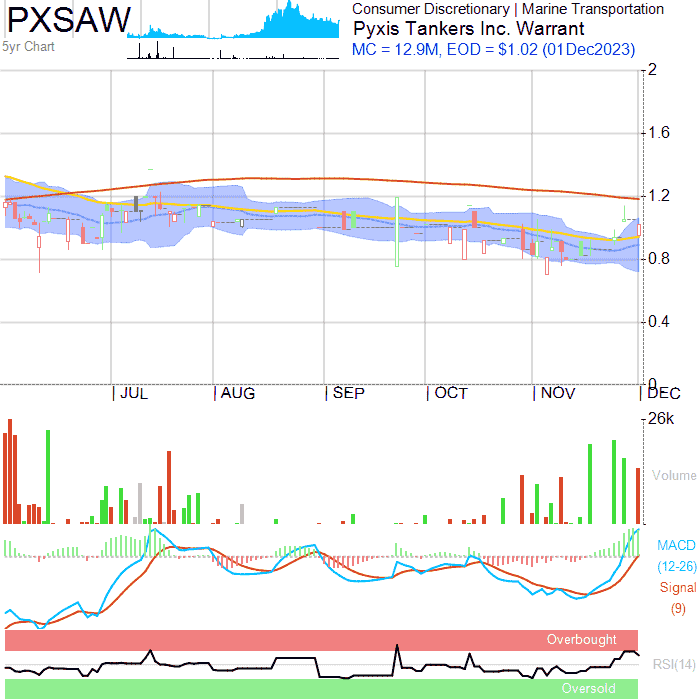 PXSAW
5yr Chart
Consumer Discretionary | Marine Transportation
Pyxis Tankers Inc. Warrant
MC = 12.9M, EOD = $1.02 (01Dec2023)
2
1.6
1.2
0.8
0.4
0
JUL AUG SEP OCT NOV DEC
26k
Volume
MACD
(12-26)
Signal
(9)
Overbought
RSI(14)
Oversold